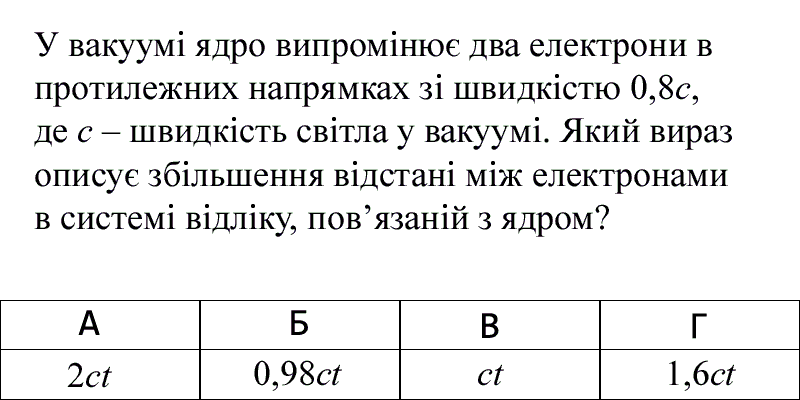 У вакуумі ядро випромінює два електрони в
протилежних напрямках зі швидкістю 0,8c,
де c – швидкість світла у вакуумі. Який вираз
описує збільшення відстані між електронами
в системі відліку, пов’язаній з ядром?
А Б В Г
2ct 0,98ct ct 1,6ct